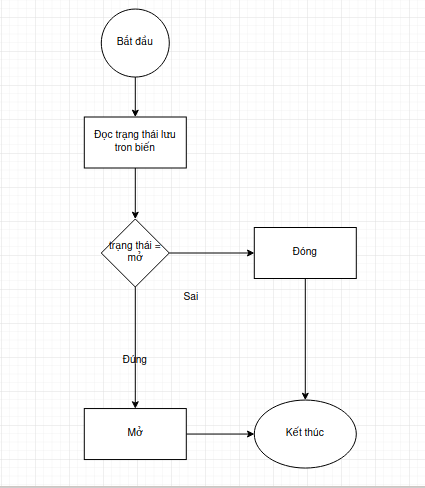 Bắt đầu
Đọc trạng thái lưu
tron biến
trạng thái =
mở
Đóng
Sai
Đúng
Mở
Kết thúc